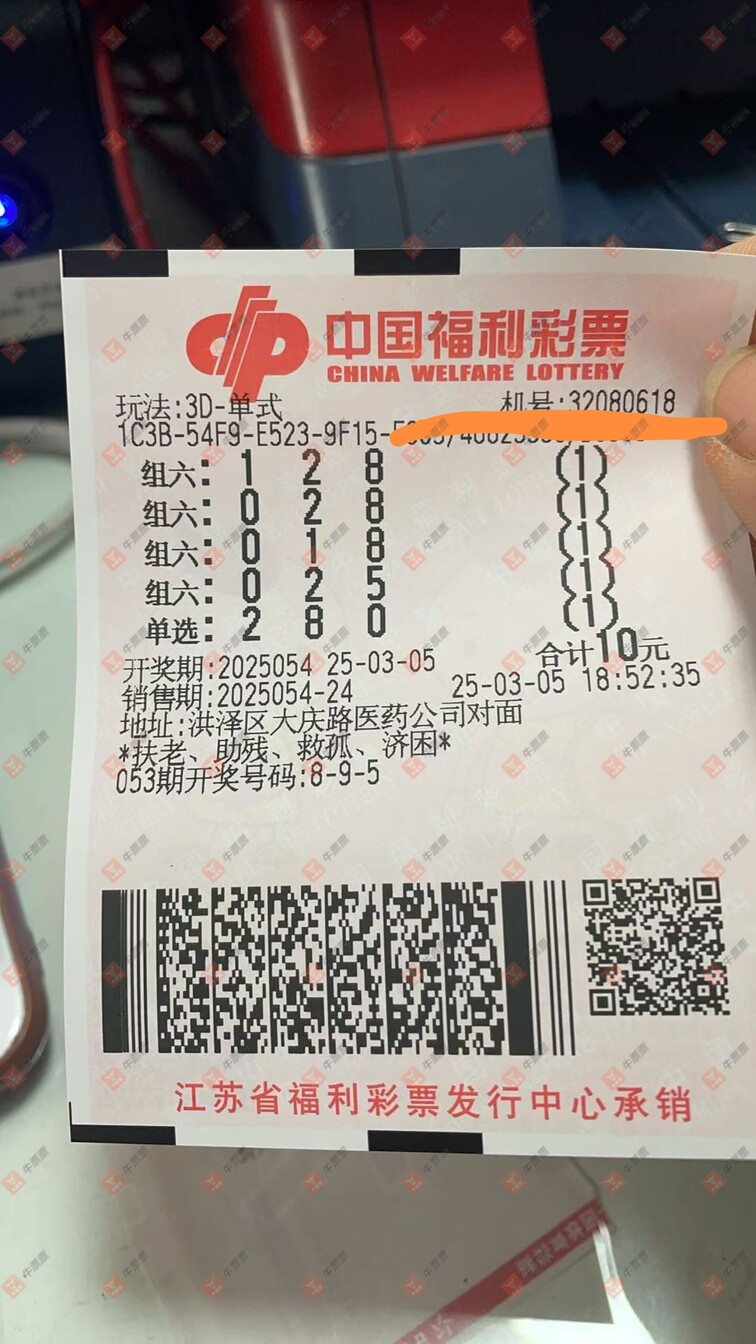 中国福利彩票
CHINA WELFARE LOTTERY
玩法:3D-单式 机号:32080618
1C3B-54F9-E523-9F15-
组六: 1 2 8 (1)
组六: 0 2 8 (1)
组六: 0 1 8 (1)
组六: 0 2 5 (1)
单选: 2 8 0 (1)
合计10元
开奖期:2025054 25-03-05
销售期:2025054-24 25-03-05 18:52:35
地址:洪泽区大庆路医药公司对面
*扶老、助残、救孤、济困*
053期开奖号码:8-9-5
江苏省福利彩票发行中心承销
牛票票